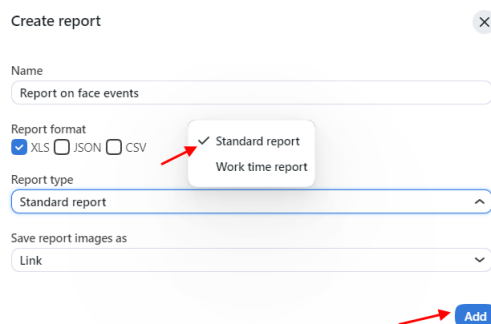 Create report
Name
Report on face events
Report format
XLS JSON CSV
Standard report
Work time report
Report type
Standard report
Save report images as
Link
Add